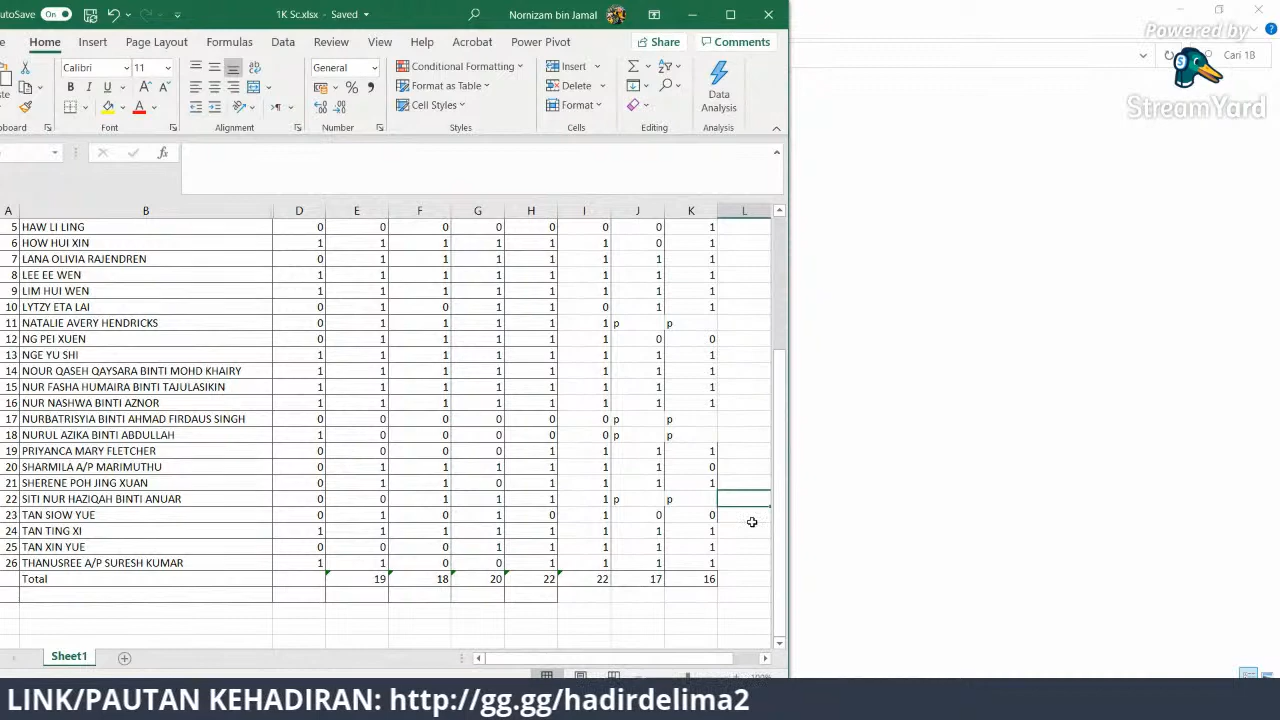 AutoSave On 1K Sc.xlsx - Saved Nornizam bin Jamal
Home Insert Page Layout Formulas Data Review View Help Acrobat Power Pivot Share Comments
Calibri 11 General Conditional Formatting Insert
B I U A A % Format as Table Delete
Cell Styles Format
Data Analysis
Clipboard Font Alignment Number Styles Cells Editing Analysis
fx
A B D E F G H I J K L
5 HAW LI LING 0 0 0 0 0 0 0 1
6 HOW HUI XIN 1 1 1 1 1 1 0 1
7 LANA OLIVIA RAJENDREN 0 1 1 1 1 1 1 1
8 LEE EE WEN 1 1 1 1 1 1 1 1
9 LIM HUI WEN 1 1 1 1 1 1 1 1
10 LYTZY ETA LAI 0 1 0 1 1 0 1 1
11 NATALIE AVERY HENDRICKS 0 1 1 1 1 1 p p
12 NG PEI XUEN 0 1 1 1 1 1 0 0
13 NGE YU SHI 1 1 1 1 1 1 1 1
14 NOUR QASEH QAYSARA BINTI MOHD KHAIRY 1 1 1 1 1 1 1 1
15 NUR FASHA HUMAIRA BINTI TAJULASIKIN 1 1 1 1 1 1 1 1
16 NUR NASHWA BINTI AZNOR 1 1 1 1 1 1 1 1
17 NURBATRISYIA BINTI AHMAD FIRDAUS SINGH 0 0 0 0 0 0 p p
18 NURUL AZIKA BINTI ABDULLAH 1 0 0 0 0 0 p p
19 PRIYANCA MARY FLETCHER 0 0 0 0 1 1 1 1
20 SHARMILA A/P MARIMUTHU 0 1 1 1 1 1 1 0
21 SHERENE POH JING XUAN 0 1 1 0 1 1 1 1
22 SITI NUR HAZIQAH BINTI ANUAR 0 0 1 1 1 1 p p
23 TAN SIOW YUE 0 1 0 1 0 1 0 0
24 TAN TING XI 1 1 1 1 1 1 1 1
25 TAN XIN YUE 0 0 0 1 1 1 1 1
26 THANUSREE A/P SURESH KUMAR 1 1 0 0 1 1 1 1
Total 19 18 20 22 22 17 16
Sheet1
Cari 18
Powered by
StreamYard
LINK/PAUTAN KEHADIRAN: http://gg.gg/hadirdelima2